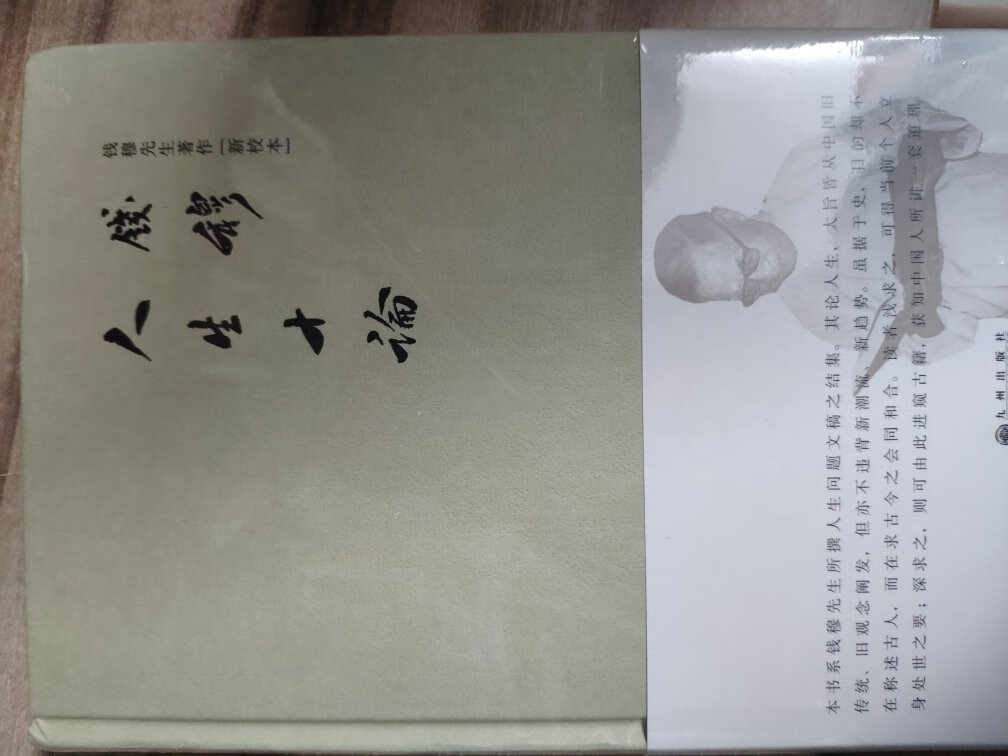 钱穆先生著作［新校本］
錢穆
人生十論
本书系钱穆先生所撰人生问题文稿之结集。其论人生，大旨皆从中国旧
传统、旧观念阐发，但亦不违背新潮流、新趋势。虽据于史，目的却不
在称述古人，而在求古今之会同和合。读者浅求之，可得当前个人立
身处世之要；深求之，则可由此进窥古籍，获知中国人所讲一套道理。
九州出版社